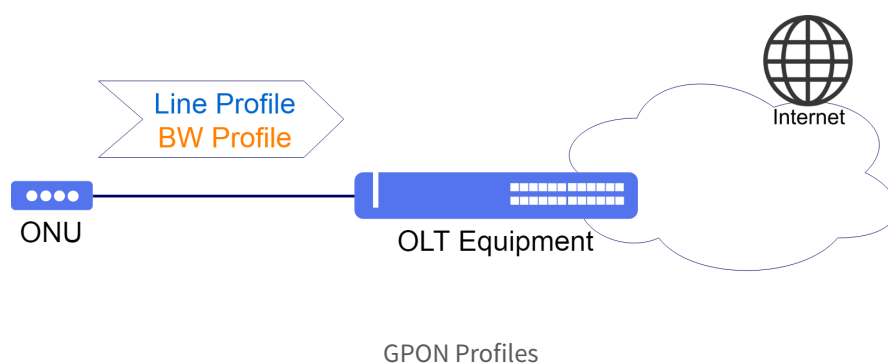 Internet
Line Profile
BW Profile
ONU
OLT Equipment
GPON Profiles